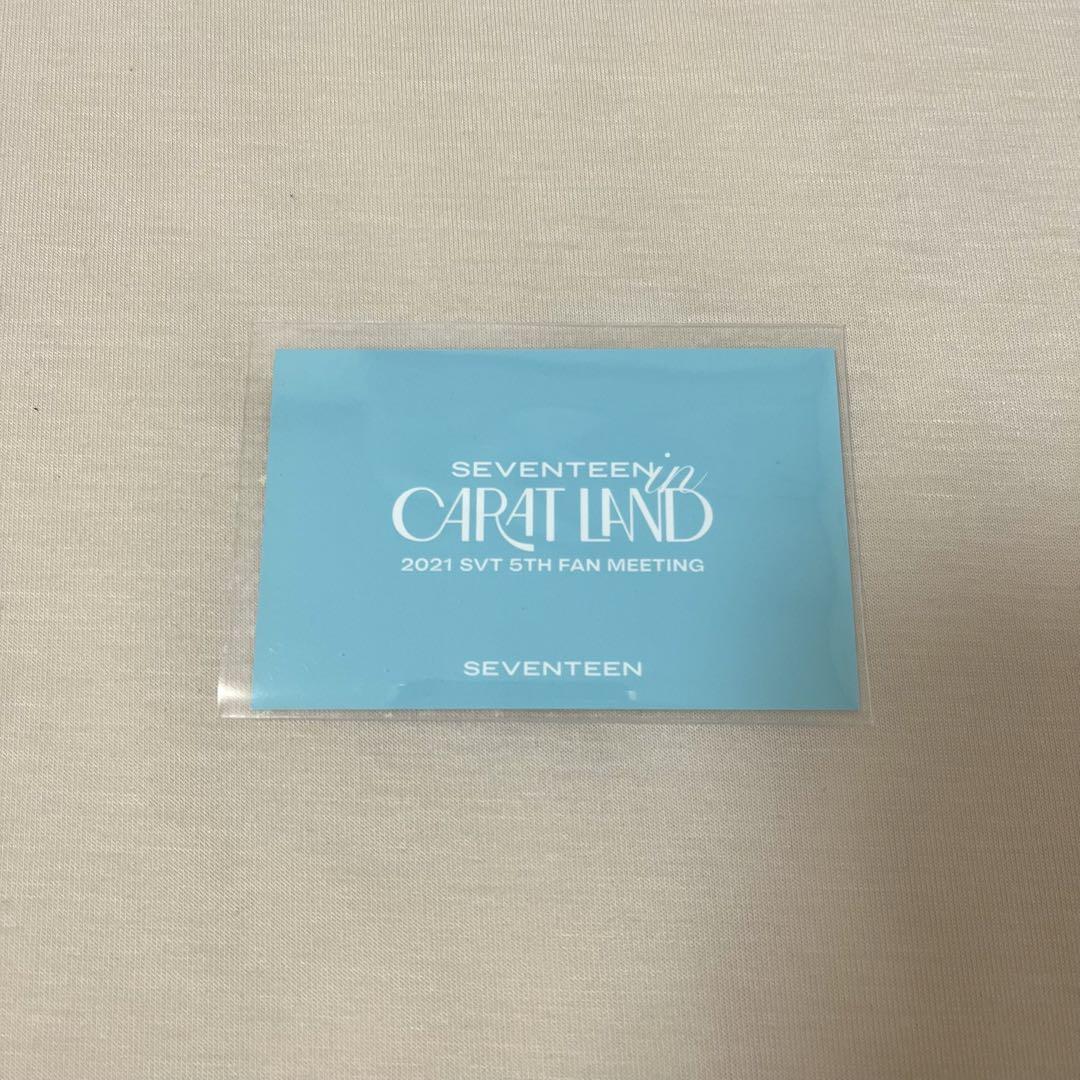 SEVENTEEN in
CARAT LAND
2021 SVT 5TH FAN MEETING
SEVENTEEN